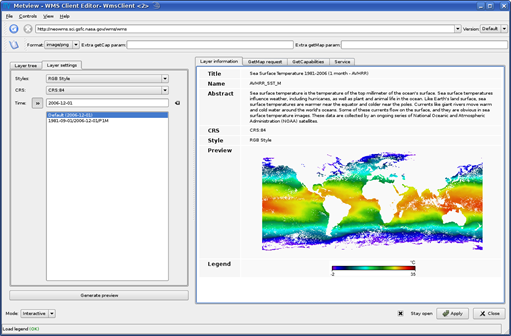 Metview - WMS Client Editor- WmsClient <2>
File Controls View Help
http://neowms.sci.gsfc.nasa.gov/wms/wms Version: Default
Format: image/png Extra getCap param: Extra getMap param:
Layer tree Layer settings
Styles: RGB Style
CRS: CRS:84
Time: 2006-12-01
Default (2006-12-01)
1981-09-01/2006-12-01/P1M
Generate preview
Mode: Interactive
Load legend (OK)
Layer information GetMap request GetCapabilities Service
Title Sea Surface Temperature 1981-2006 (1 month - AVHRR)
Name AVHRR_SST_M
Abstract Sea surface temperature is the temperature of the top millimeter of the ocean's surface. Sea surface temperatures
influence weather, including hurricanes, as well as plant and animal life in the ocean. Like Earth's land surface, sea
surface temperatures are warmer near the equator and colder near the poles. Currents like giant rivers move warm
and cold water around the world's oceans. Some of these currents flow on the surface, and they are obvious in sea
surface temperature images. These data are collected by an ongoing series of National Oceanic and Atmospheric
Administration (NOAA) satellites.
CRS CRS:84
Style RGB Style
Preview
Legend
°C
-2 35
Stay open Apply Close